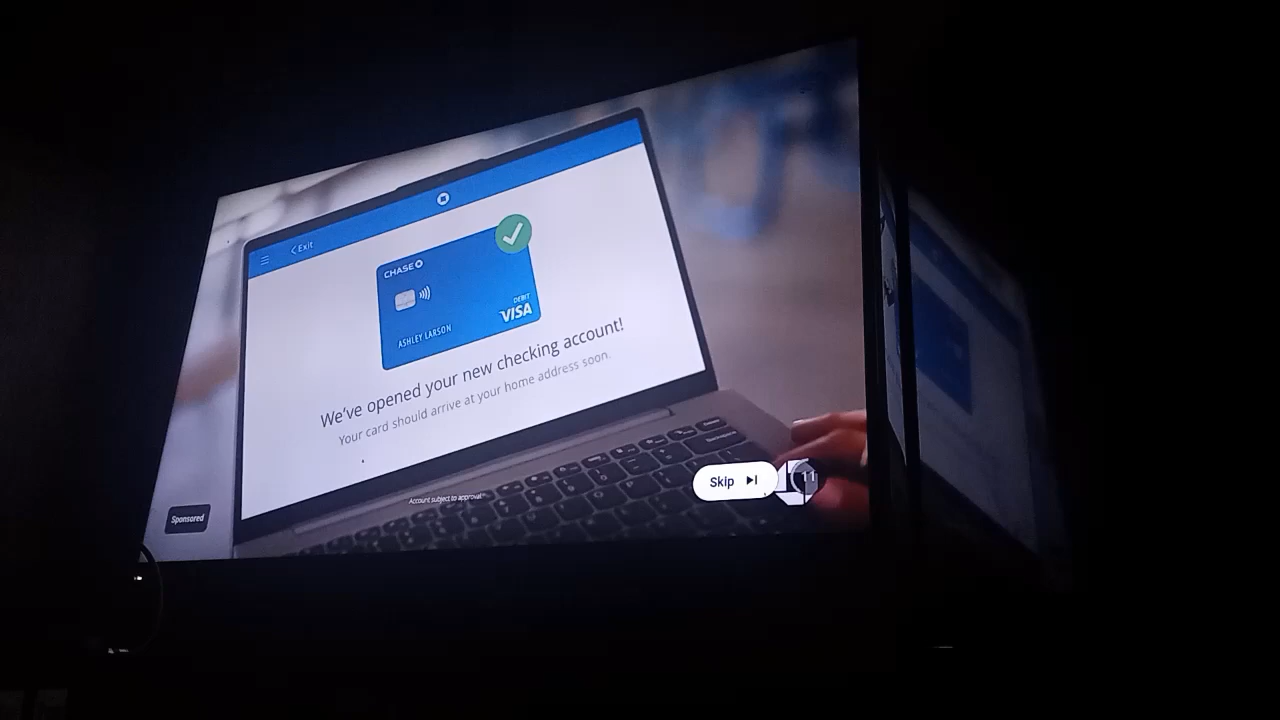 Exit
CHASE
DEBIT
VISA
ASHLEY LARSON
We've opened your new checking account!
Your card should arrive at your home address soon.
Skip
11
Account subject to approval.
Sponsored